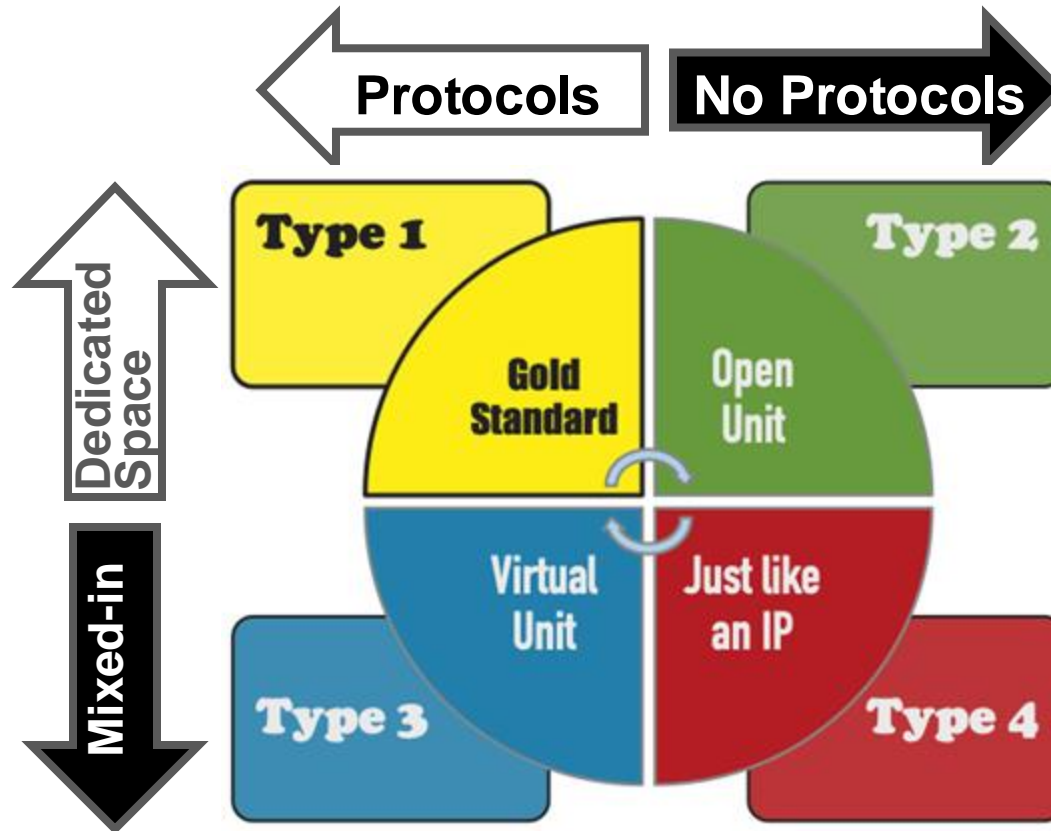 Protocols
No Protocols
Dedicated
Space
Type 1
Type 2
Gold
Standard
Open
Unit
Mixed-in
Virtual
Unit
Just like
an IP
Type 3
Type 4